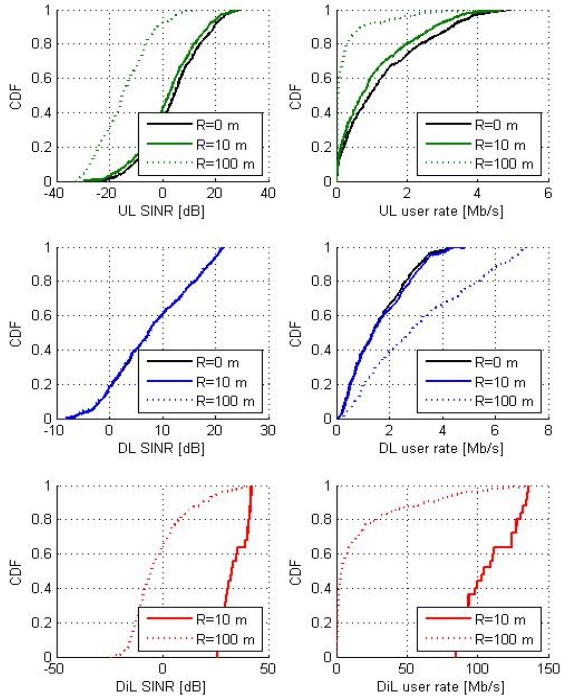 1
0.8
0.6
0.4
0.2
0
CDF
R=0 m
R=10 m
R=100 m
-40
-20
0
20
40
UL SINR [dB]
1
0.8
0.6
0.4
0.2
0
CDF
R=0 m
R=10 m
R=100 m
0
2
4
6
UL user rate [Mb/s]
1
0.8
0.6
0.4
0.2
0
CDF
R=0 m
R=10 m
R=100 m
-10
0
10
20
30
DL SINR [dB]
1
0.8
0.6
0.4
0.2
0
CDF
R=0 m
R=10 m
R=100 m
0
2
4
6
8
DL user rate [Mb/s]
1
0.8
0.6
0.4
0.2
0
CDF
R=10 m
R=100 m
-50
0
50
DiL SINR [dB]
1
0.8
0.6
0.4
0.2
0
CDF
R=10 m
R=100 m
0
50
100
150
DiL user rate [Mb/s]